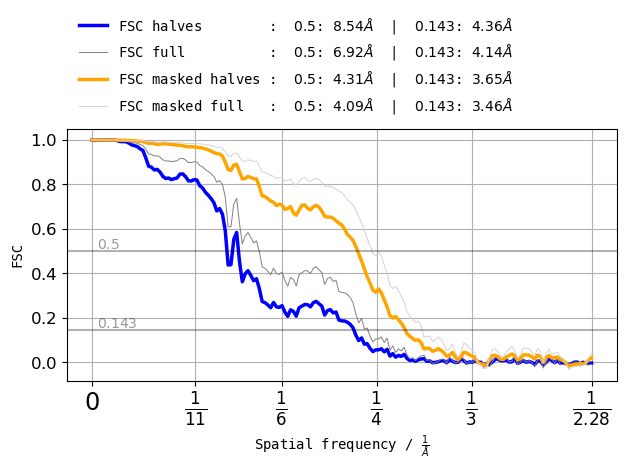 FSC halves : 0.5: 8.54Å | 0.143: 4.36Å
FSC full : 0.5: 6.92Å | 0.143: 4.14Å
FSC masked halves : 0.5: 4.31Å | 0.143: 3.65Å
FSC masked full : 0.5: 4.09Å | 0.143: 3.46Å
1.0
0.8
0.6
0.5
0.4
0.2
0.143
0.0
FSC
0 1/11 1/6 1/4 1/3 1/2.28
Spatial frequency / 1/Å